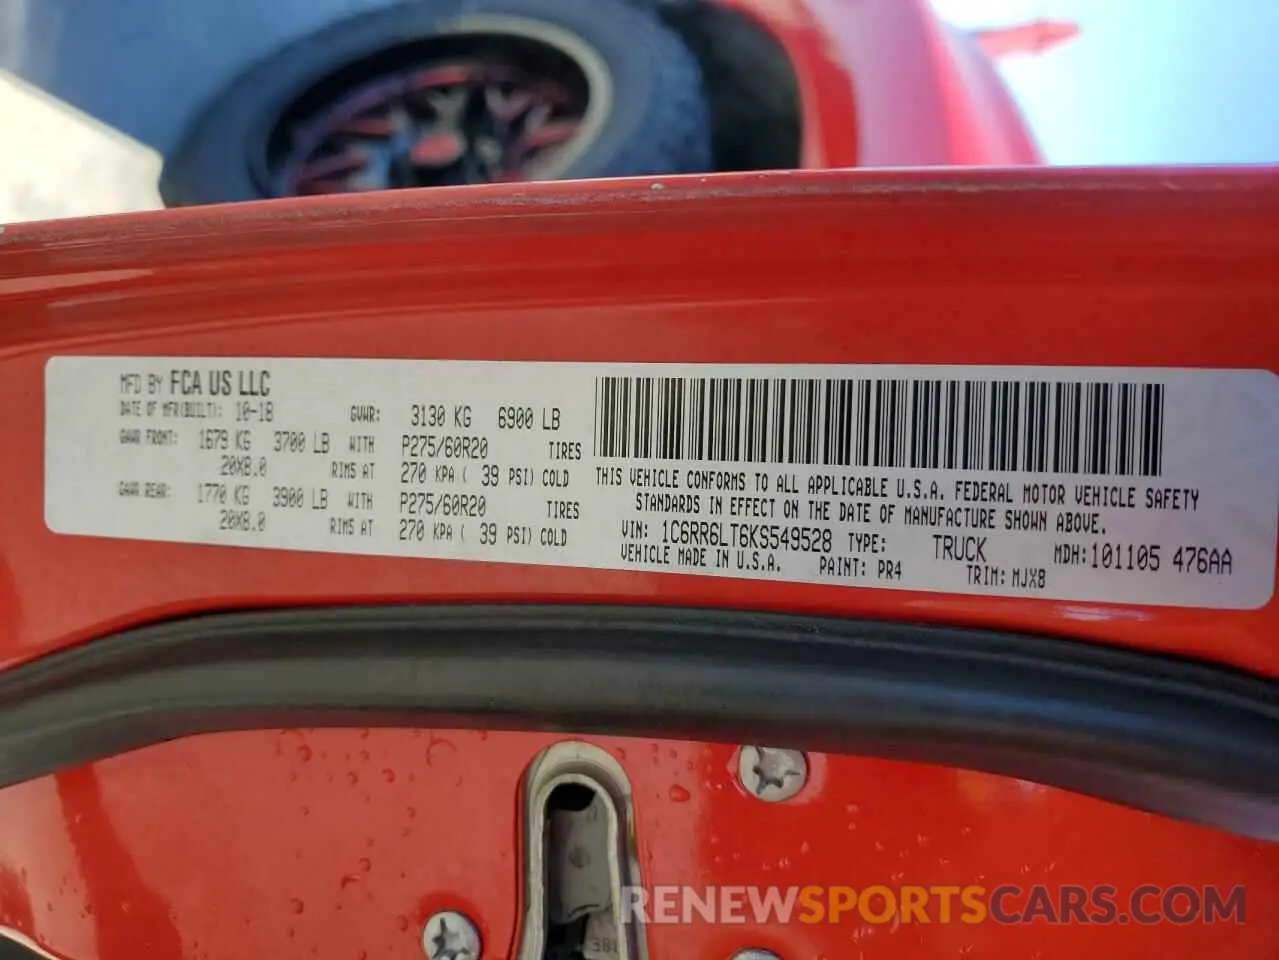 MFD BY FCA US LLC
DATE OF MFR(BUILT): 10-18 GVWR: 3130 KG 6900 LB
GAWR FRONT: 1679 KG 3700 LB WITH P275/60R20 TIRES
20X8.0 RIMS AT 270 KPA ( 39 PSI) COLD
GAWR REAR: 1770 KG 3900 LB WITH P275/60R20 TIRES
20X8.0 RIMS AT 270 KPA ( 39 PSI) COLD
THIS VEHICLE CONFORMS TO ALL APPLICABLE U.S.A. FEDERAL MOTOR VEHICLE SAFETY
STANDARDS IN EFFECT ON THE DATE OF MANUFACTURE SHOWN ABOVE.
VIN: 1C6RR6LT6KS549528 TYPE: TRUCK MDH:101105 476AA
VEHICLE MADE IN U.S.A. PAINT: PR4 TRIM: MJX8
RENEWSPORTSCARS.COM